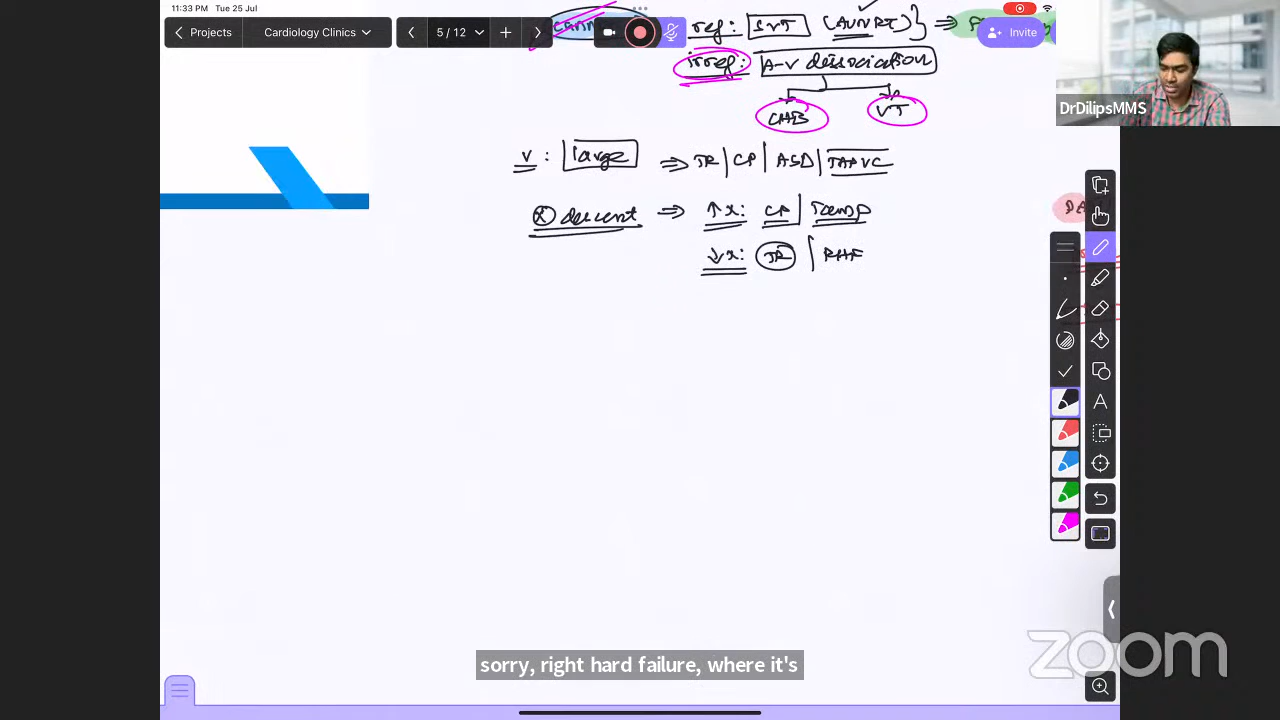 11:33 PM Tue 25 Jul
Projects Cardiology Clinics 5 / 12 Invite
reg: SVT (AVNRT)} ⇒
irreg: A-V dissociation
CHB VT
DrDilipsMMS
v : large ⇒ TR | CP | ASD | TAPVC
x descent ⇒ ↑x: CP | Tamp
↓x: TR | RHF
A
sorry, right hard failure, where it's
zoom